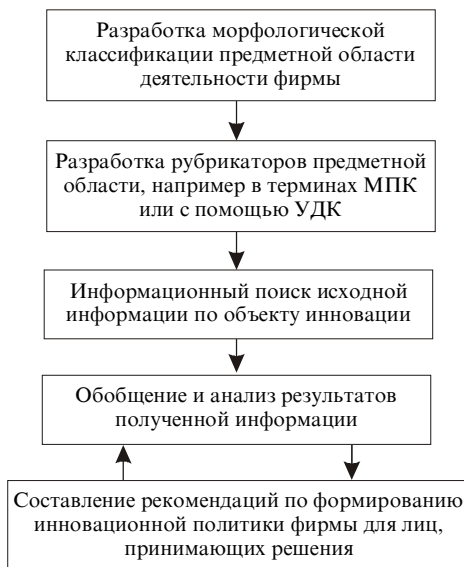 Разработка морфологической
классификации предметной области
деятельности фирмы
Разработка рубрикаторов предметной
области, например в терминах МПК
или с помощью УДК
Информационный поиск исходной
информации по объекту инновации
Обобщение и анализ результатов
полученной информации
Составление рекомендаций по формированию
инновационной политики фирмы для лиц,
принимающих решения